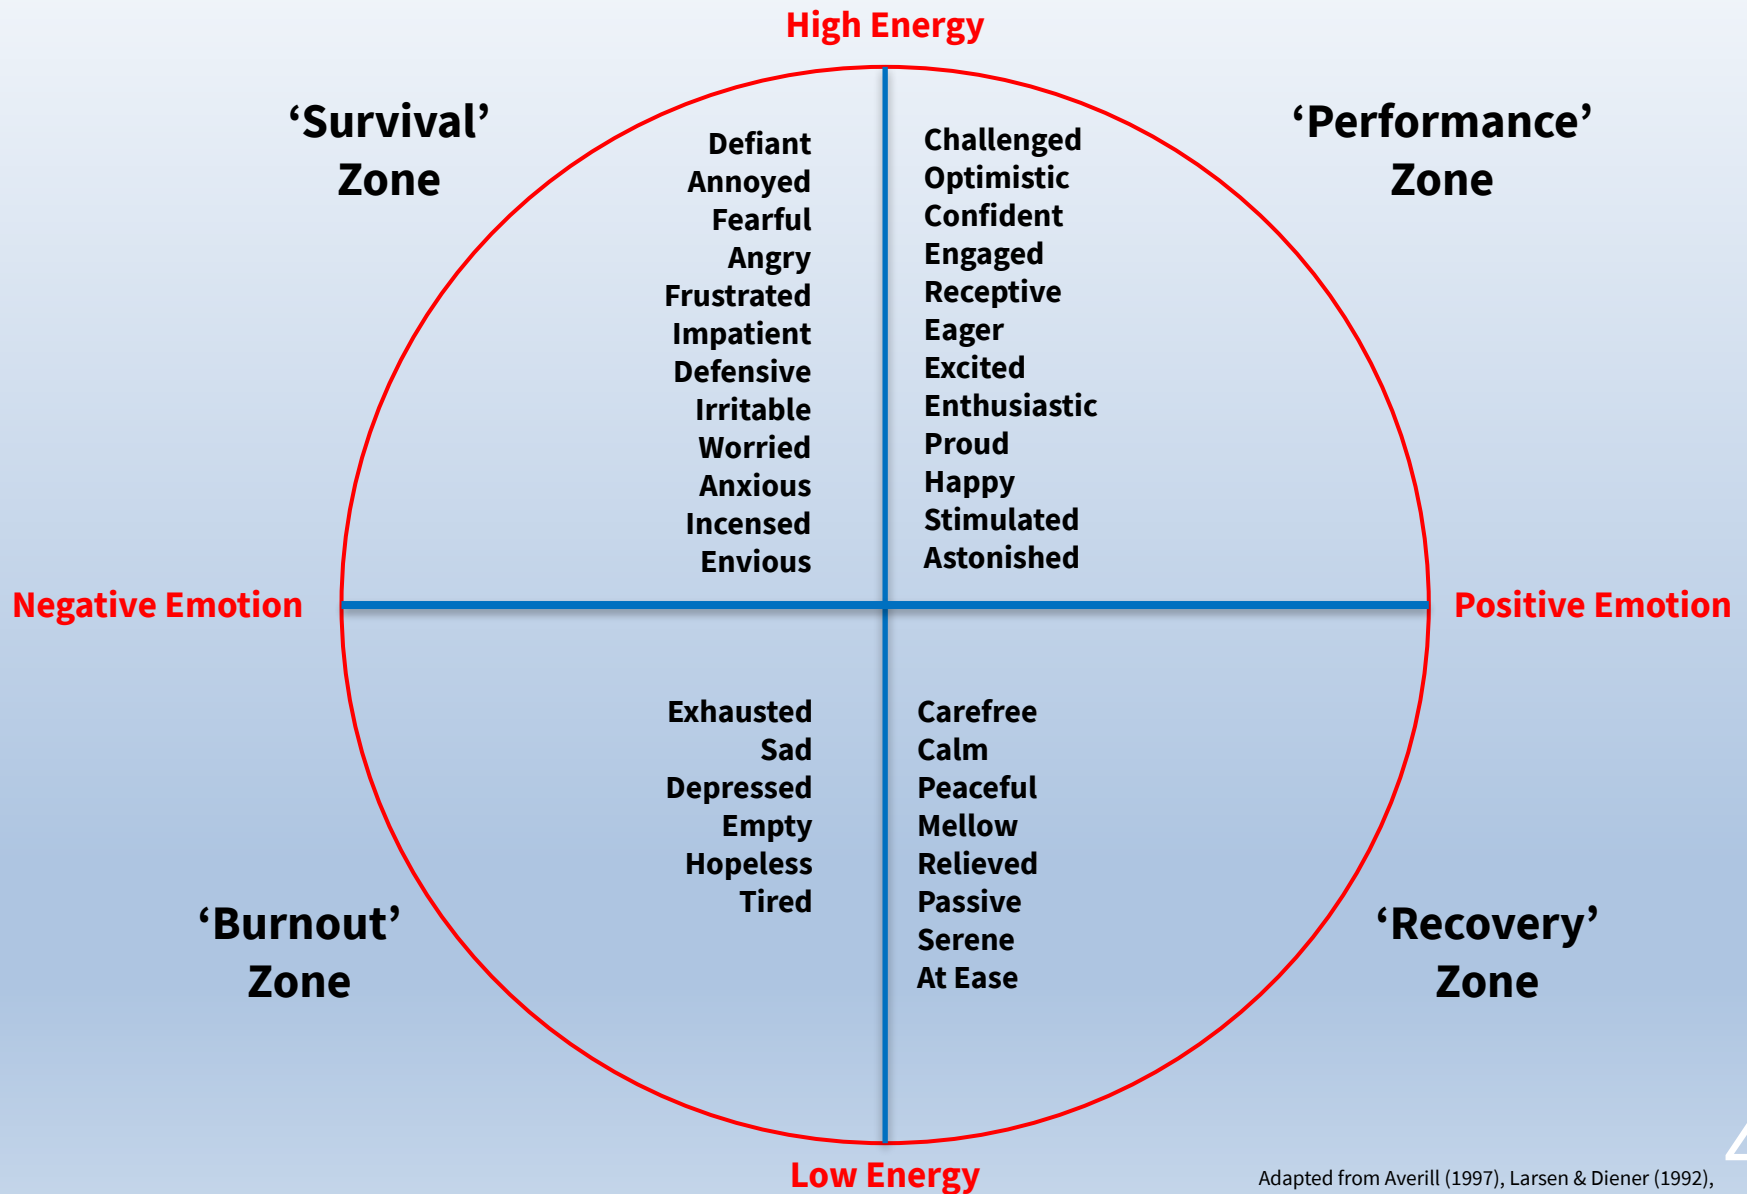 High Energy
‘Survival’
Zone
Defiant
Annoyed
Fearful
Angry
Frustrated
Impatient
Defensive
Irritable
Worried
Anxious
Incensed
Envious
Challenged
Optimistic
Confident
Engaged
Receptive
Eager
Excited
Enthusiastic
Proud
Happy
Stimulated
Astonished
‘Performance’
Zone
Negative Emotion
Positive Emotion
Exhausted
Sad
Depressed
Empty
Hopeless
Tired
‘Burnout’
Zone
Carefree
Calm
Peaceful
Mellow
Relieved
Passive
Serene
At Ease
‘Recovery’
Zone
Low Energy
Adapted from Averill (1997), Larsen & Diener (1992),